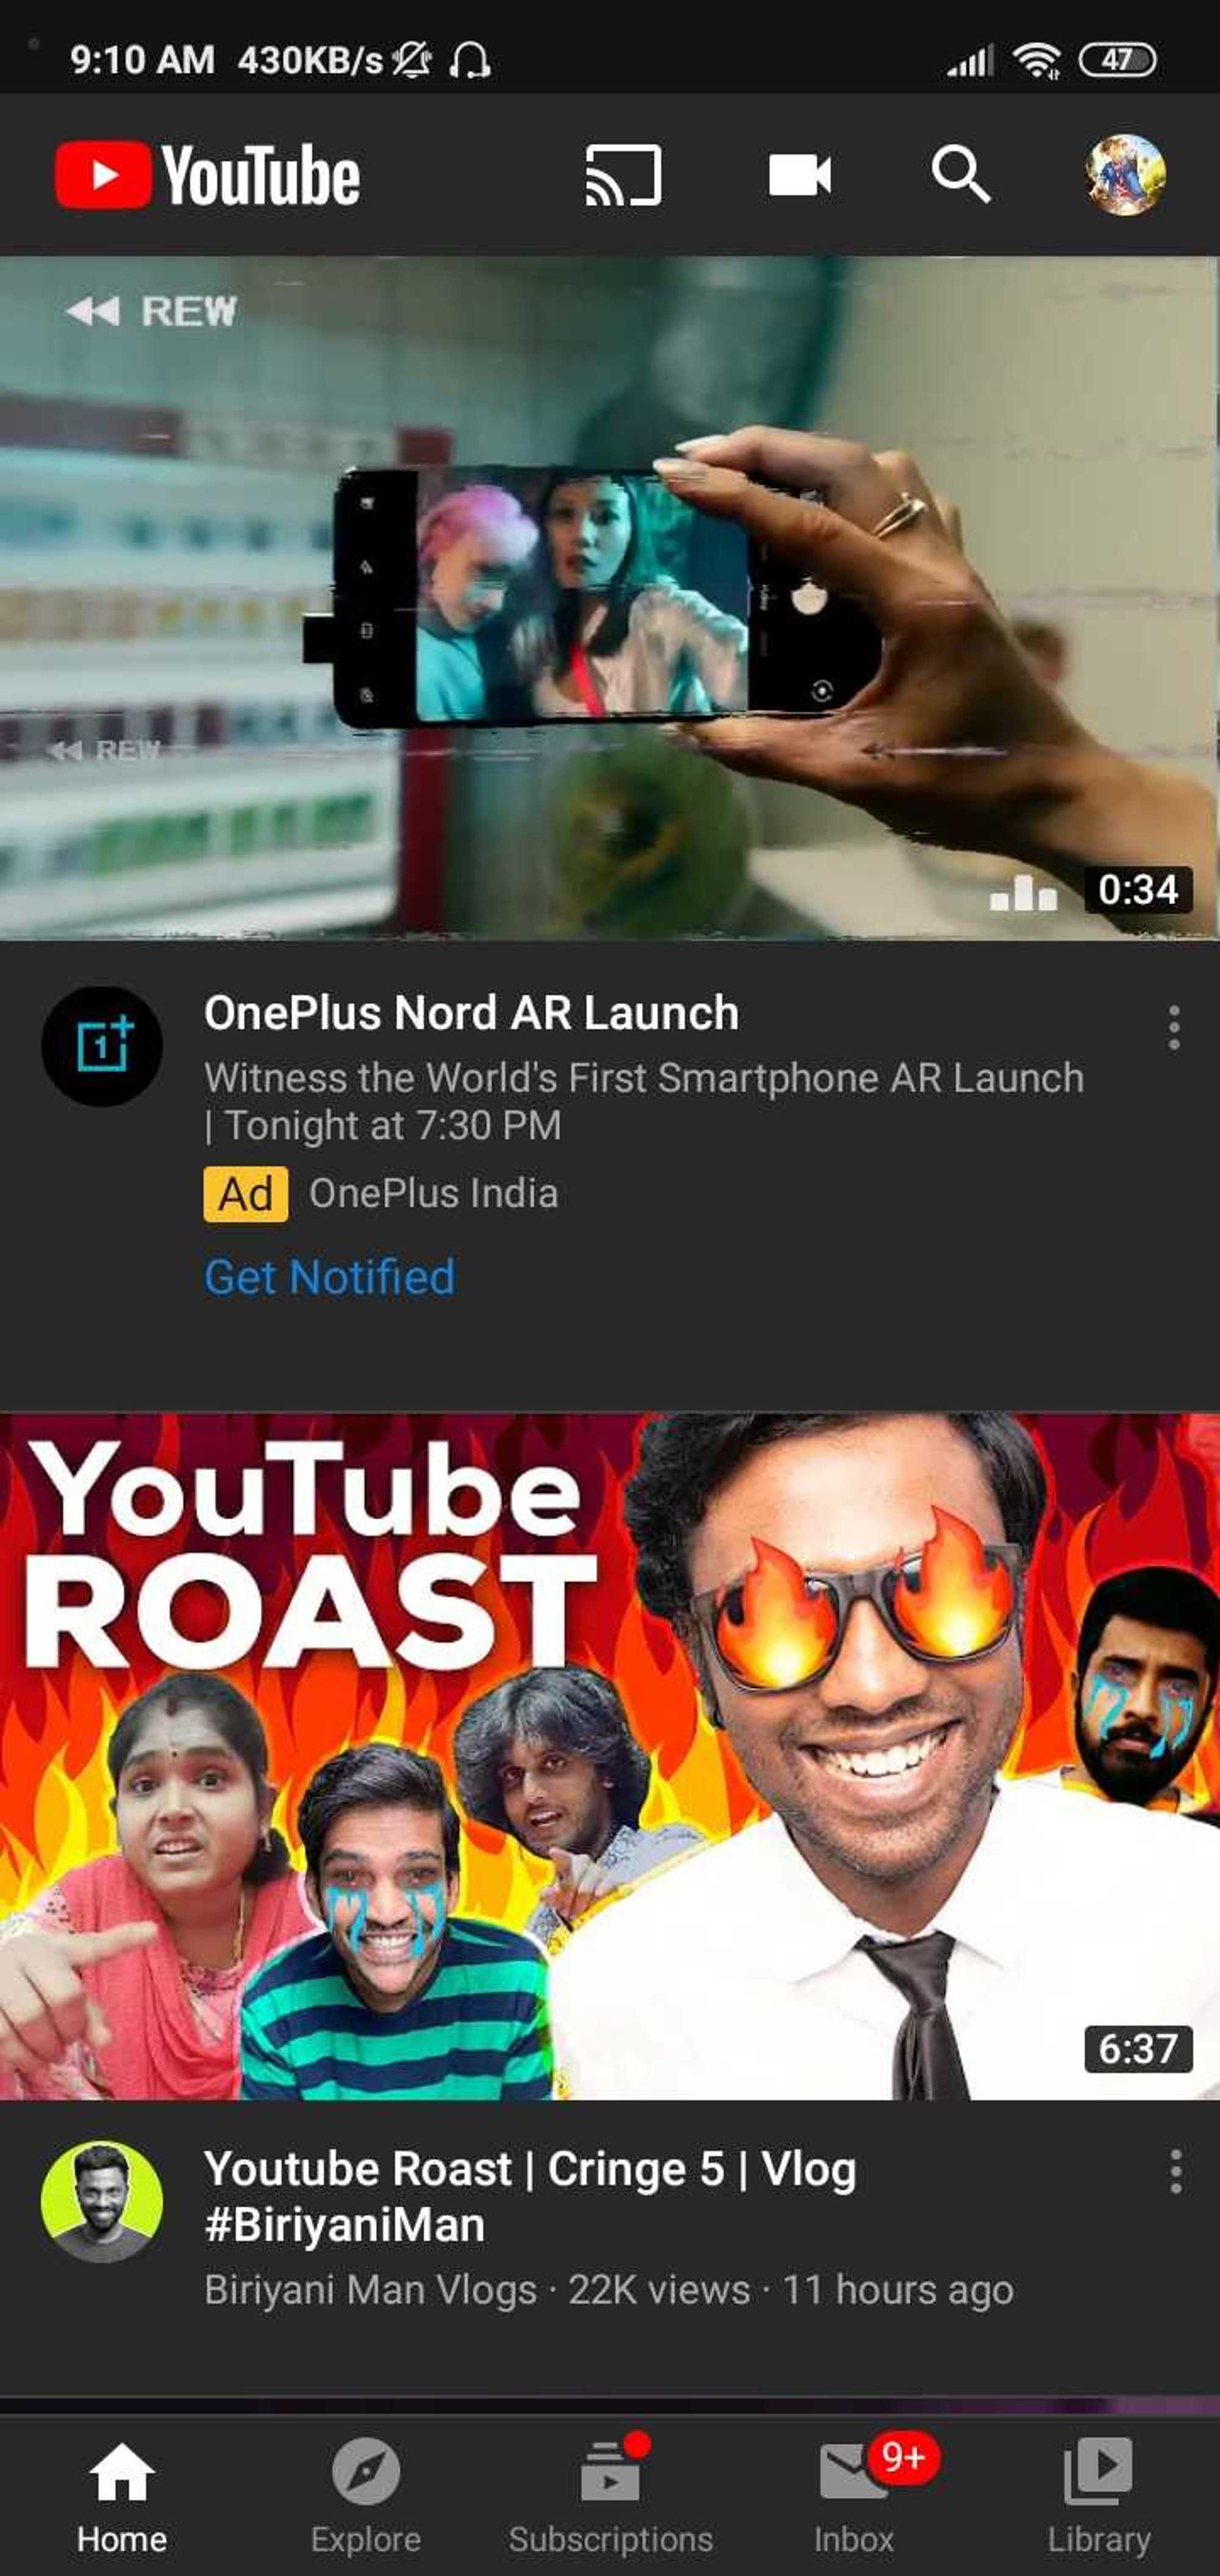 9:10 AM 430KB/s 47
YouTube
REW
REW
0:34
OnePlus Nord AR Launch
Witness the World's First Smartphone AR Launch
| Tonight at 7:30 PM
Ad OnePlus India
Get Notified
YouTube
ROAST
6:37
Youtube Roast | Cringe 5 | Vlog
#BiriyaniMan
Biriyani Man Vlogs · 22K views · 11 hours ago
9+
Home Explore Subscriptions Inbox Library